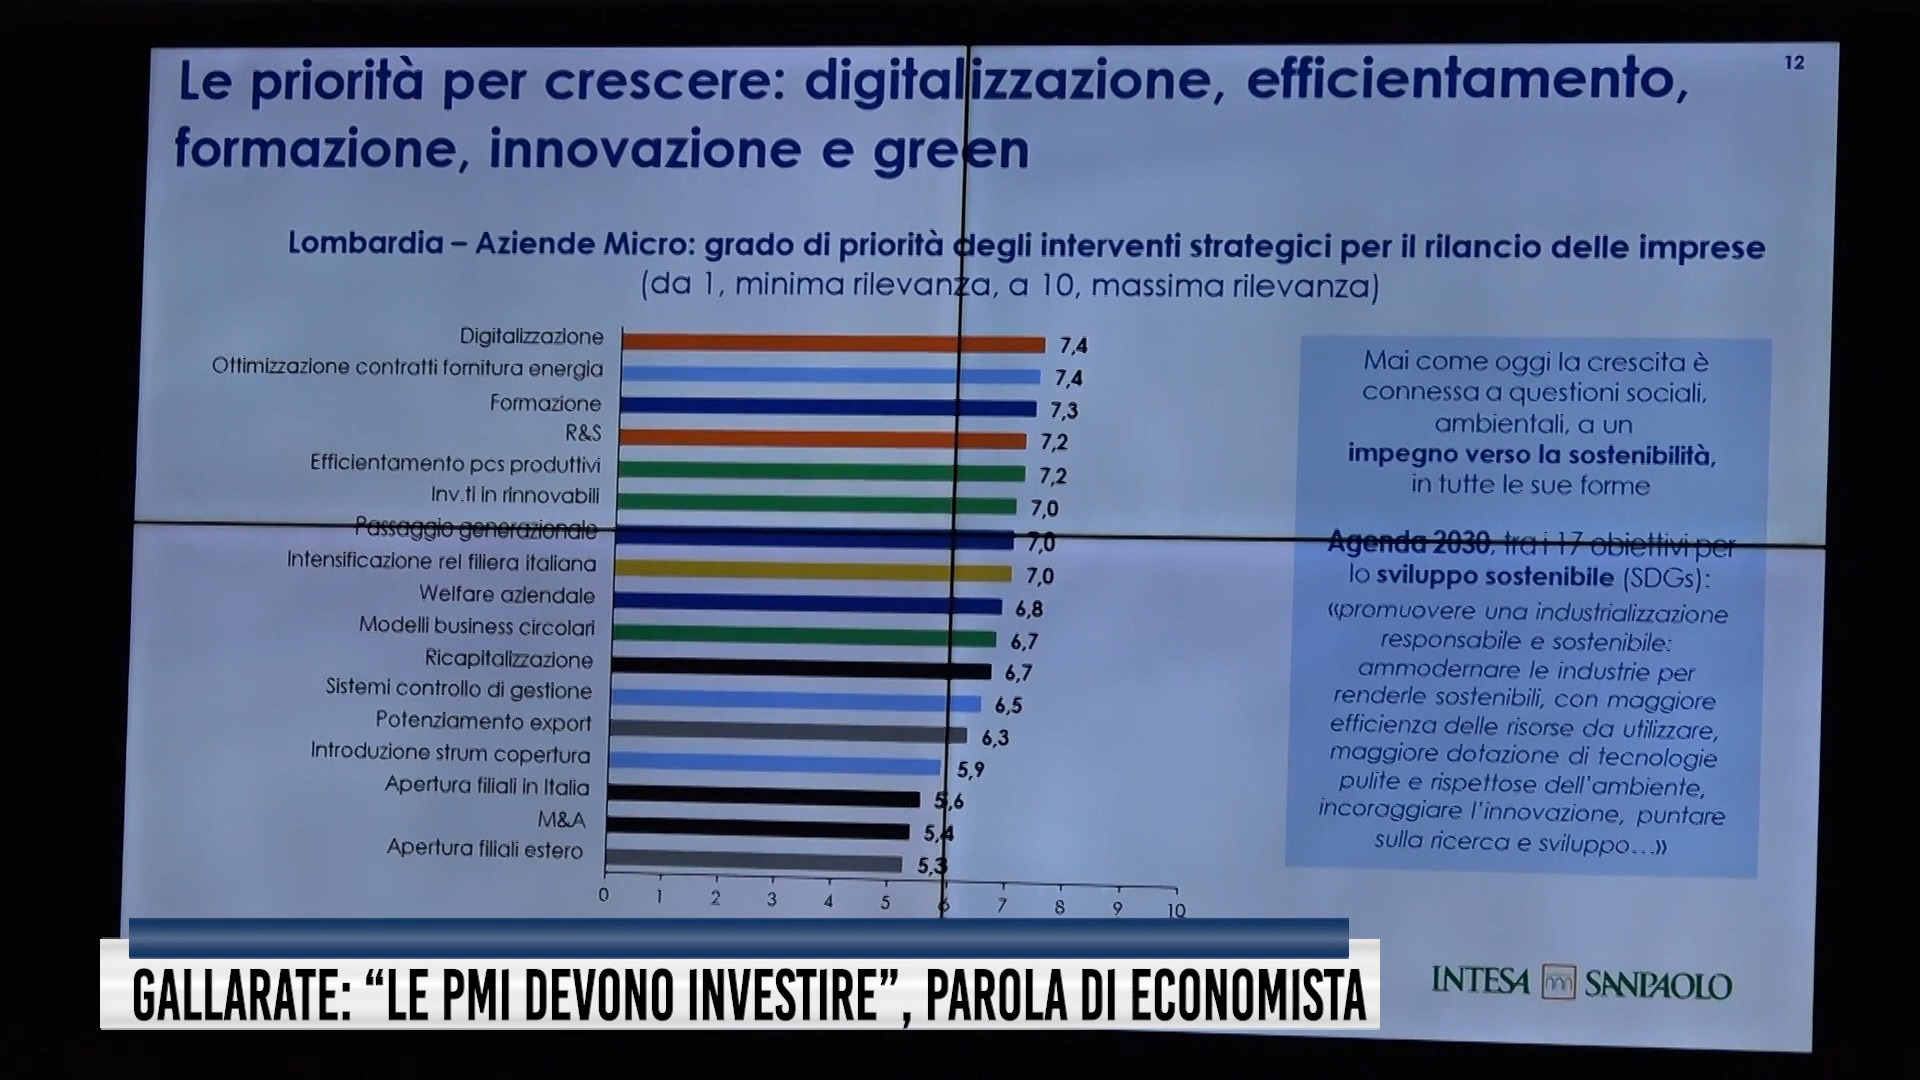 12
Le priorità per crescere: digitalizzazione, efficientamento,
formazione, innovazione e green
Lombardia – Aziende Micro: grado di priorità degli interventi strategici per il rilancio delle imprese
(da 1, minima rilevanza, a 10, massima rilevanza)
Digitalizzazione 7,4
Ottimizzazione contratti fornitura energia 7,4
Formazione 7,3
R&S 7,2
Efficientamento pcs produttivi 7,2
Inv.ti in rinnovabili 7,0
Passaggio generazionale 7,0
Intensificazione rel filiera italiana 7,0
Welfare aziendale 6,8
Modelli business circolari 6,7
Ricapitalizzazione 6,7
Sistemi controllo di gestione 6,5
Potenziamento export 6,3
Introduzione strum copertura 5,9
Apertura filiali in Italia 5,6
M&A 5,4
Apertura filiali estero 5,3
0 1 2 3 4 5 6 7 8 9 10
Mai come oggi la crescita è
connessa a questioni sociali,
ambientali, a un
impegno verso la sostenibilità,
in tutte le sue forme
Agenda 2030, tra i 17 obiettivi per
lo sviluppo sostenibile (SDGs):
«promuovere una industrializzazione
responsabile e sostenibile:
ammodernare le industrie per
renderle sostenibili, con maggiore
efficienza delle risorse da utilizzare,
maggiore dotazione di tecnologie
pulite e rispettose dell'ambiente,
incoraggiare l'innovazione, puntare
sulla ricerca e sviluppo…»
INTESA SANPAOLO
GALLARATE: “LE PMI DEVONO INVESTIRE”, PAROLA DI ECONOMISTA